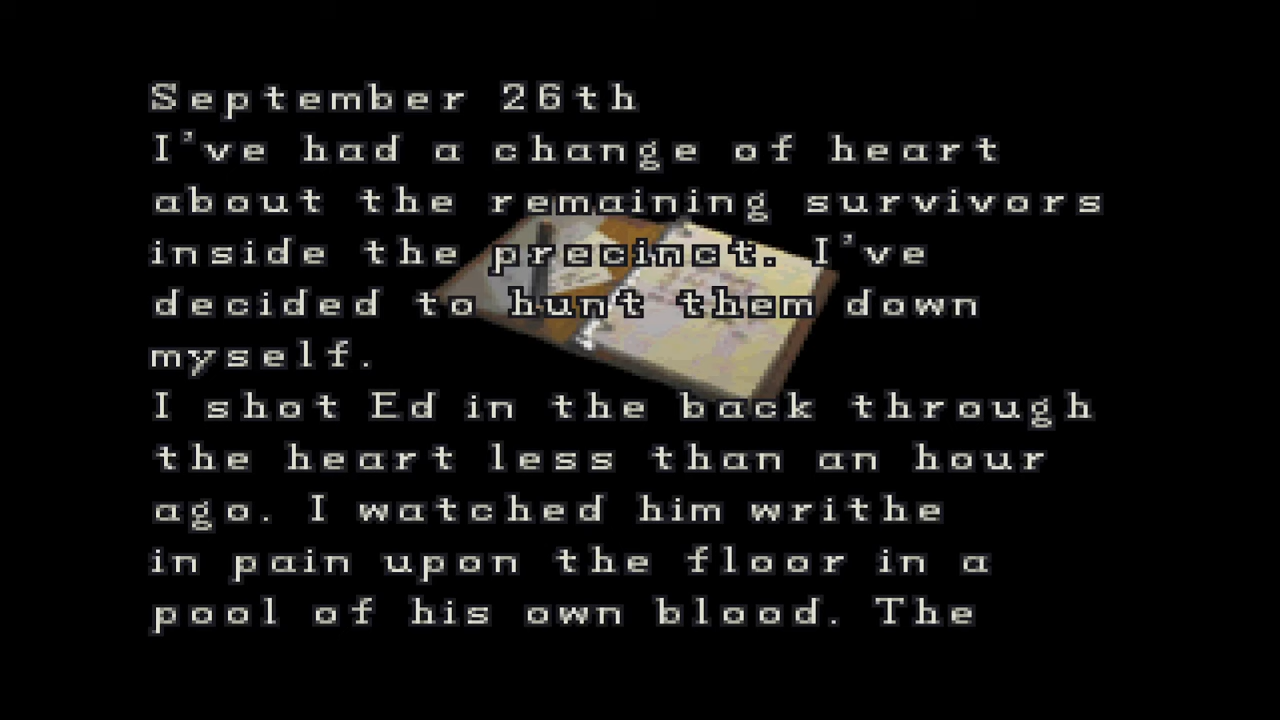 September 26th
I've had a change of heart
about the remaining survivors
inside the precinct. I've
decided to hunt them down
myself.
I shot Ed in the back through
the heart less than an hour
ago. I watched him writhe
in pain upon the floor in a
pool of his own blood. The